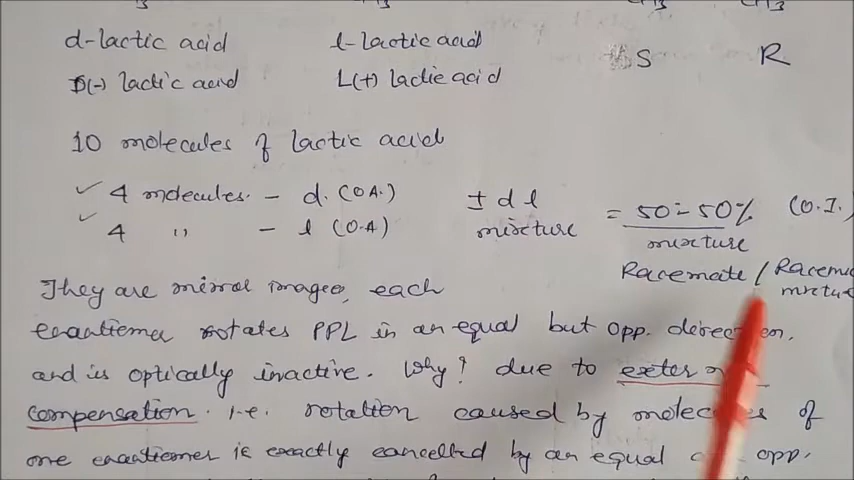 CH3 CH3
d-lactic acid l-lactic acid S R
D(-) lactic acid L(+) lactic acid
10 molecules of lactic acid
✓ 4 molecules - d. (O.A.) ± d l = 50-50% (O.I.)
✓ 4 " - l (O.A) mixture mixture
Racemate / Racemic mixture
They are mirror images, each
enantiomer rotates PPL in an equal but opp. direction.
and is optically inactive. Why? due to
compensation. i.e. rotation caused by molecules of
one enantiomer is exactly cancelled by an equal opp.